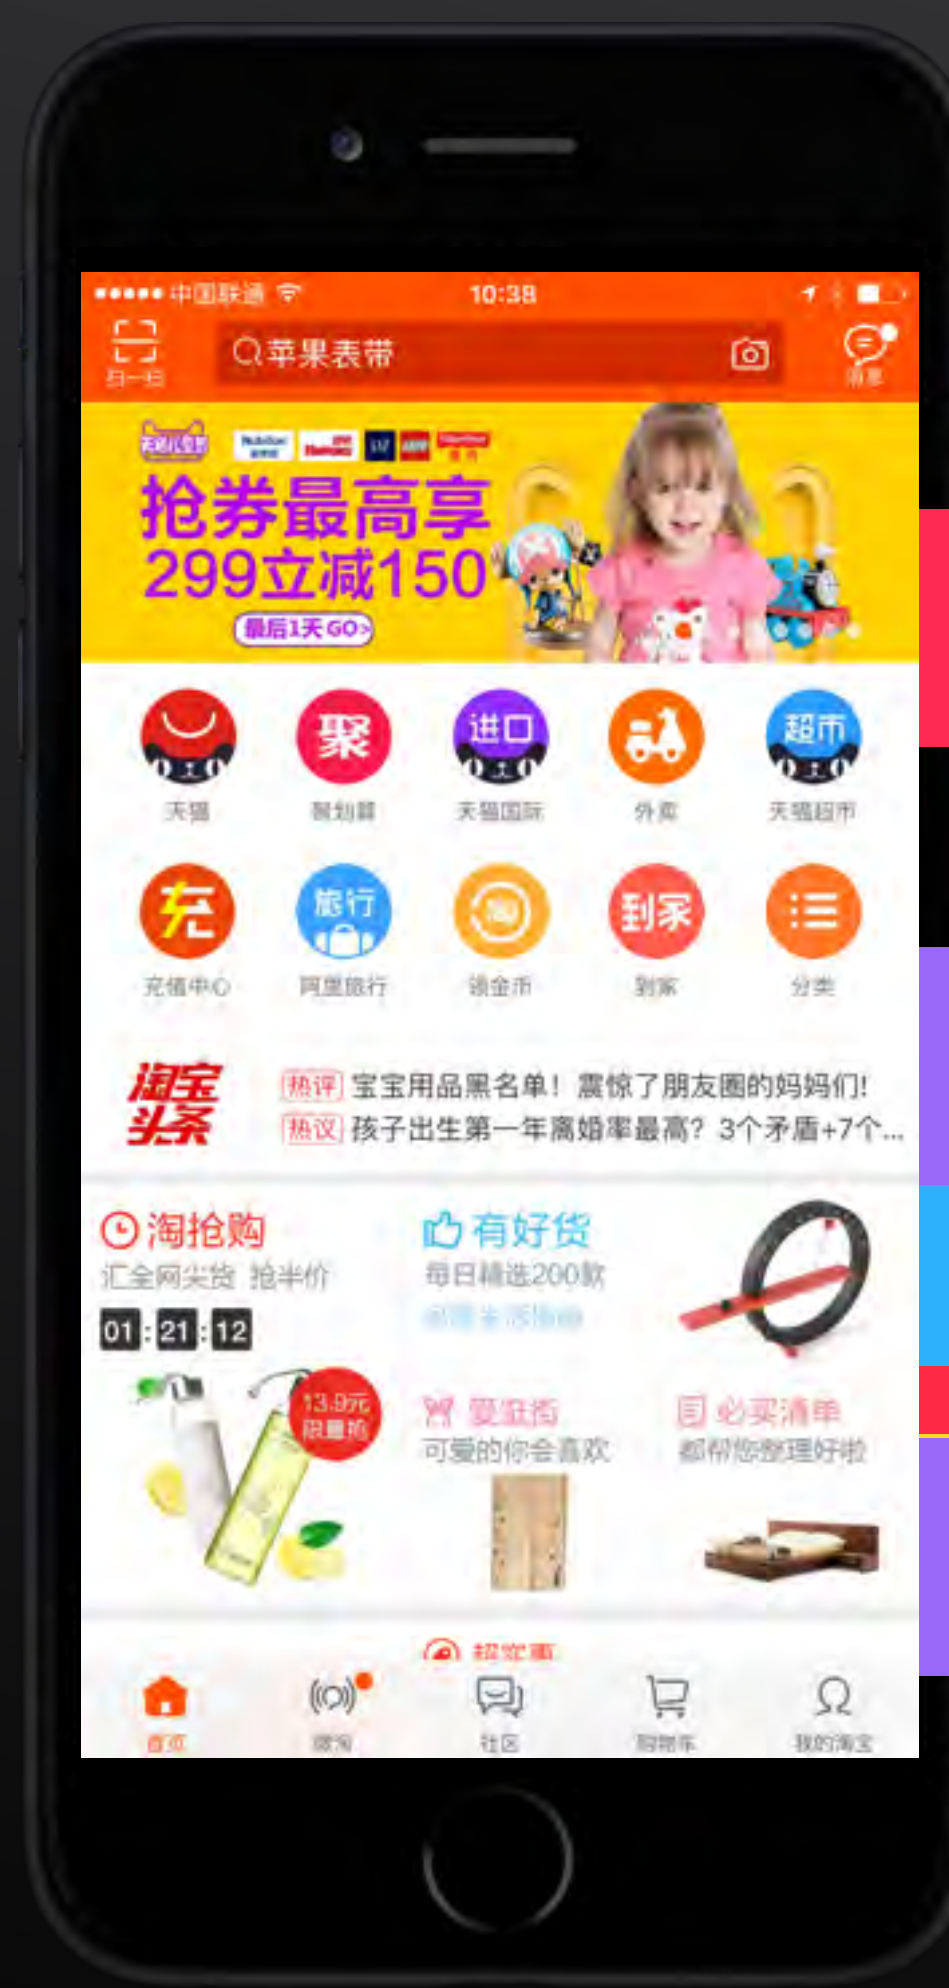 中国联通
10:38
扫一扫
苹果表带
消息
抢券最高享
299立减150
最后1天GO>
聚
进口
超市
天猫
聚划算
天猫国际
外卖
天猫超市
充
旅行
淘
到家
充值中心
阿里旅行
领金币
到家
分类
淘宝
头条
热评 宝宝用品黑名单！震惊了朋友圈的妈妈们!
热议 孩子出生第一年离婚率最高？3个矛盾+7个...
淘抢购
汇全网尖货 抢半价
01:21:12
13.9元
限量抢
有好货
每日精选200款
爱逛街
可爱的你会喜欢
必买清单
都帮您整理好啦
首页
微淘
社区
购物车
我的淘宝